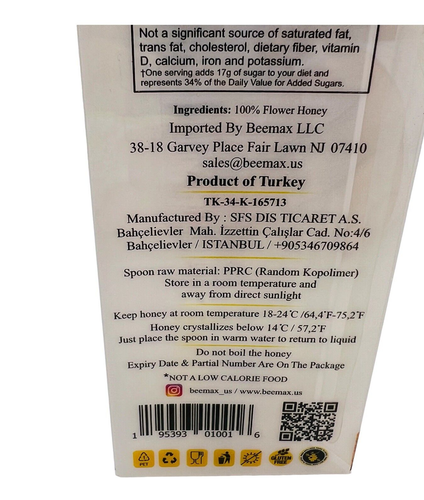 Not a significant source of saturated fat,
trans fat, cholesterol, dietary fiber, vitamin
D, calcium, iron and potassium.
†One serving adds 17g of sugar to your diet and
represents 34% of the Daily Value for Added Sugars.
Ingredients: 100% Flower Honey
Imported By Beemax LLC
38-18 Garvey Place Fair Lawn NJ 07410
sales@beemax.us
Product of Turkey
TK-34-K-165713
Manufactured By : SFS DIS TICARET A.S.
Bahçelievler Mah. İzzettin Çalışlar Cad. No:4/6
Bahçelievler / ISTANBUL / +905346709864
Spoon raw material: PPRC (Random Kopolimer)
Store in a room temperature and
away from direct sunlight
Keep honey at room temperature 18-24℃ /64,4℉-75,2℉
Honey crystallizes below 14℃ / 57,2℉
Just place the spoon in warm water to return to liquid
Do not boil the honey
Expiry Date & Partial Number Are On The Package
*NOT A LOW CALORIE FOOD
beemax_us / www.beemax.us
1 95393 01001 6
PET
GLUTEN
FREE